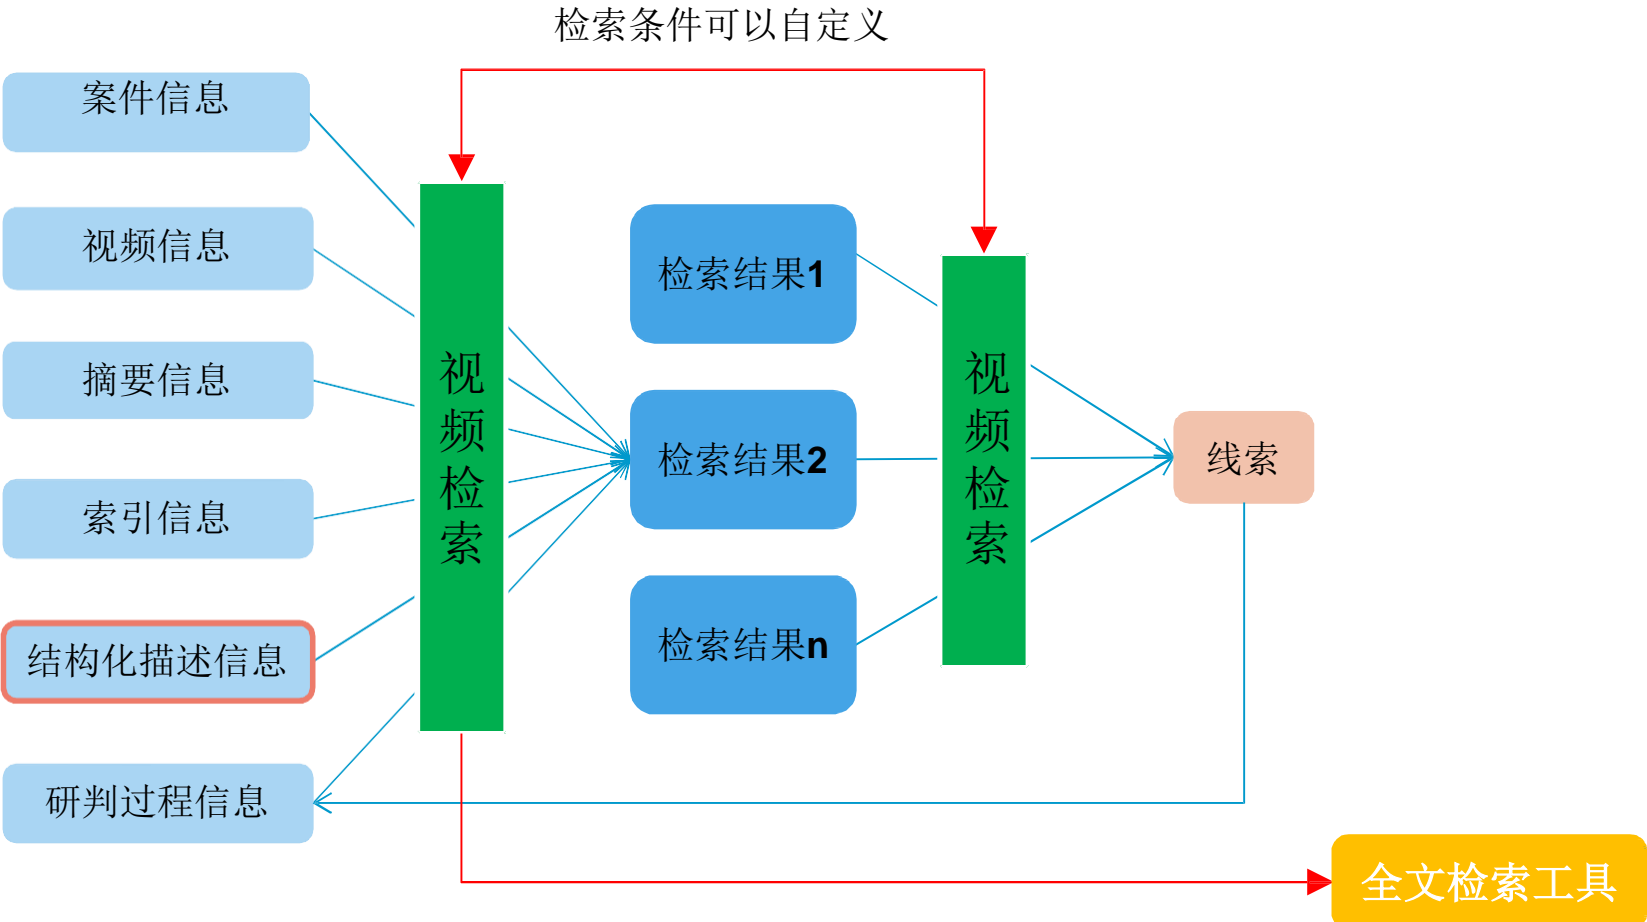 检索条件可以自定义
案件信息
视频信息
摘要信息
索引信息
结构化描述信息
研判过程信息
视
频
检
索
检索结果1
检索结果2
检索结果n
视
频
检
索
线索
全文检索工具